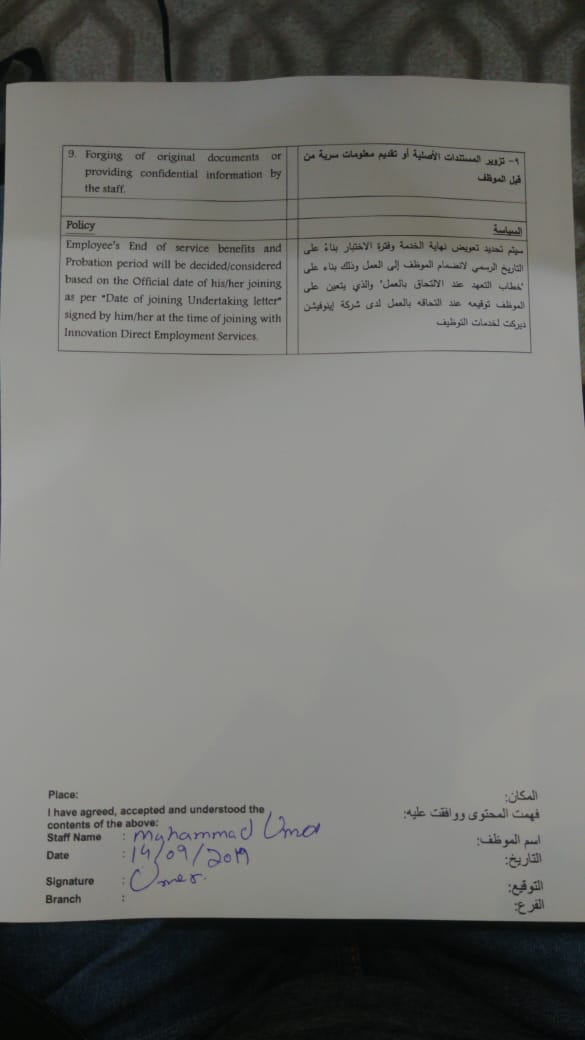 9. Forging of original documents or
providing confidential information by
the staff.
٩- تزوير المستندات الأصلية أو تقديم معلومات سرية من
قبل الموظف
Policy
Employee's End of service benefits and
Probation period will be decided/considered
based on the Official date of his/her joining
as per "Date of joining Undertaking letter"
signed by him/her at the time of joining with
Innovation Direct Employment Services.
السياسة
سيتم تحديد تعويض نهاية الخدمة وفترة الاختبار بناءً على
التاريخ الرسمي لانضمام الموظف إلى العمل وذلك بناء على
"خطاب التعهد عند الالتحاق بالعمل" والذي يتعين على
الموظف توقيعه عند التحاقه بالعمل لدى شركة إينوفيشن
ديركت لخدمات التوظيف
Place:
I have agreed, accepted and understood the
contents of the above:
Staff Name : Muhammad Umar
Date : 14/09/2019
Signature : Umer.
Branch :
المكان:
فهمت المحتوى ووافقت عليه:
اسم الموظف:
التاريخ:
التوقيع:
الفرع: